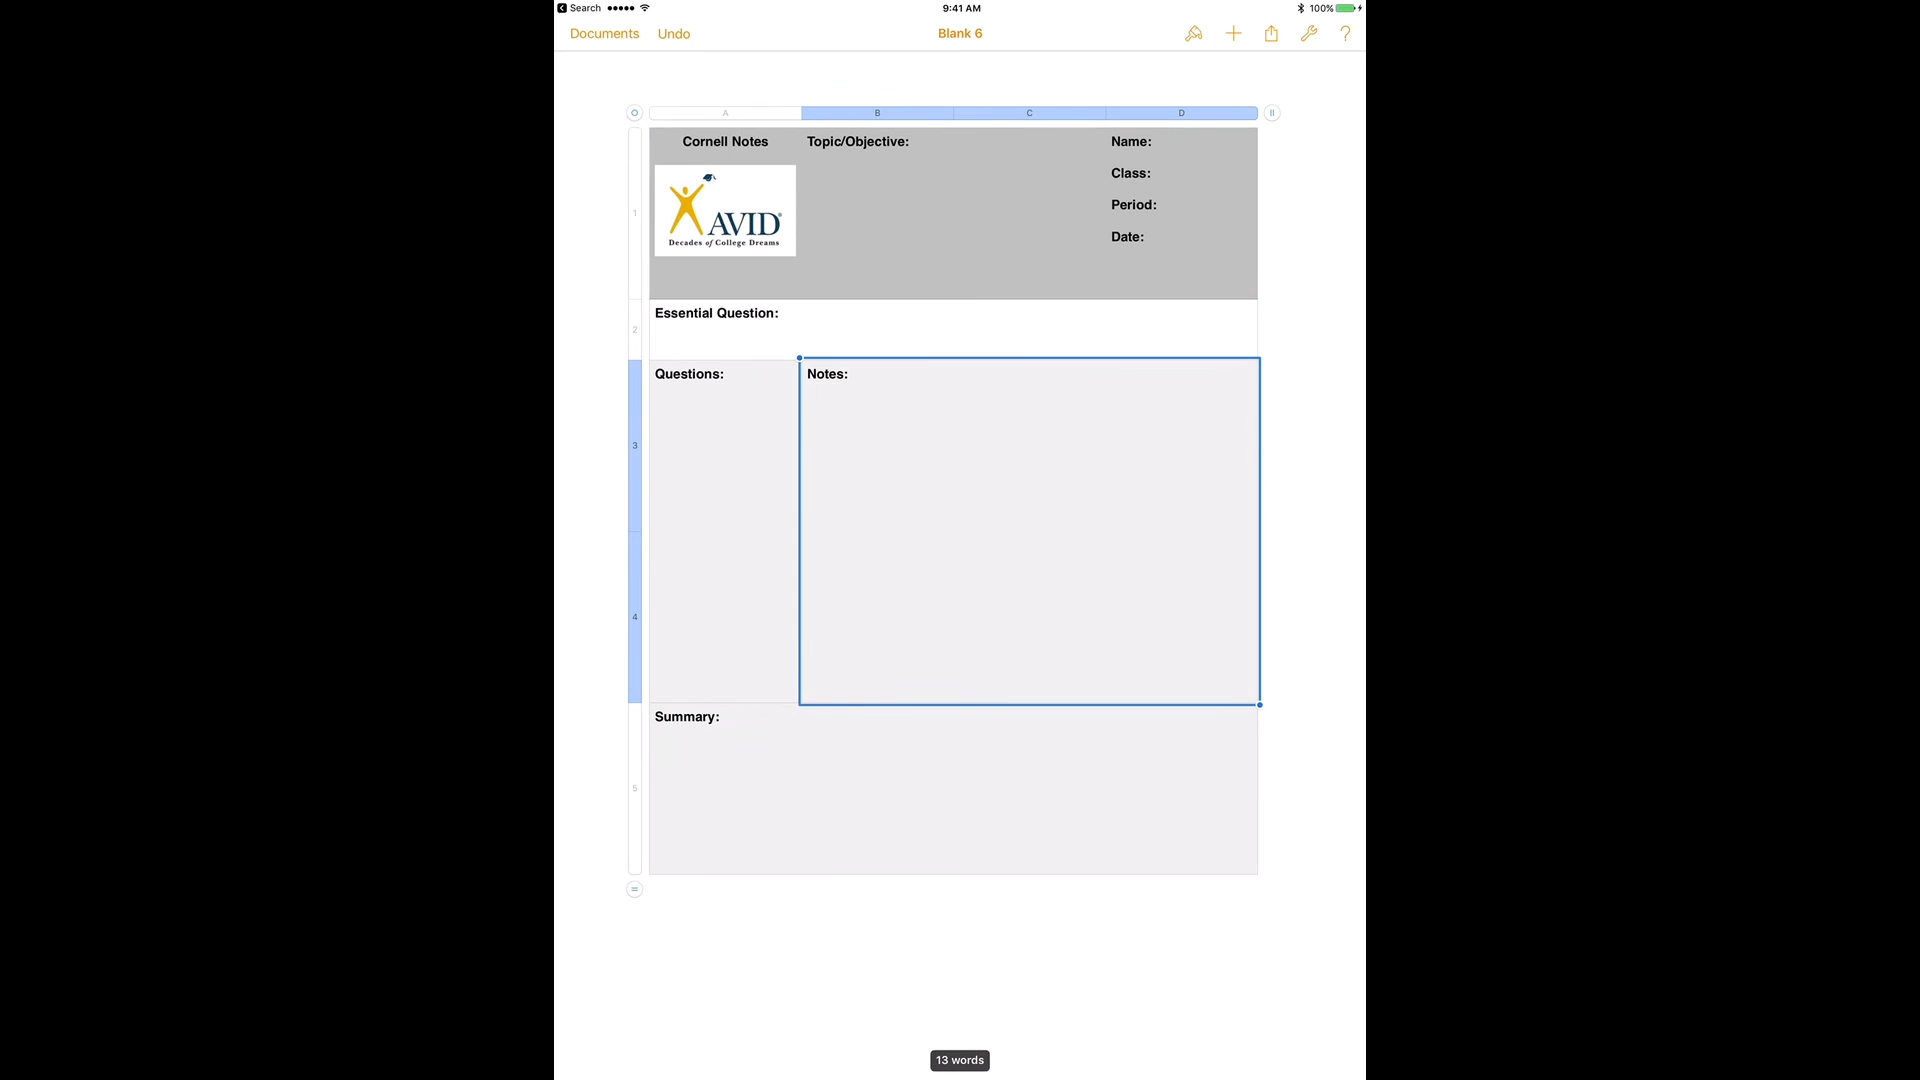 Search 9:41 AM 100%
Documents Undo Blank 6 ?
A B C D
Cornell Notes Topic/Objective: Name:
Class:
AVID®
Decades of College Dreams
Period:
Date:
1
Essential Question:
2
Questions: Notes:
3
4
Summary:
5
13 words